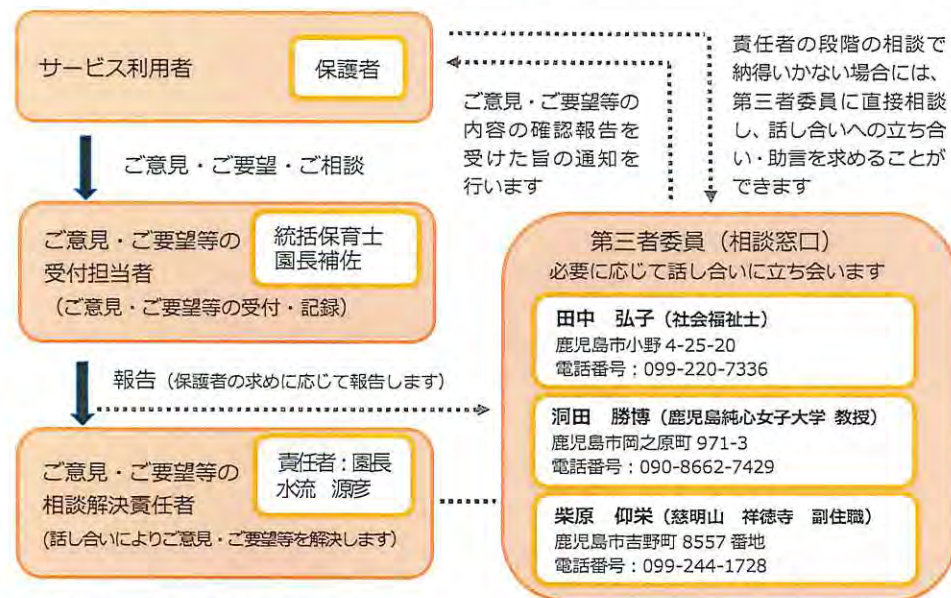 サービス利用者
保護者
ご意見・ご要望・ご相談
ご意見・ご要望等の
受付担当者
統括保育士
園長補佐
（ご意見・ご要望等の受付・記録）
報告（保護者の求めに応じて報告します）
ご意見・ご要望等の
相談解決責任者
責任者：園長
水流　源彦
(話し合いによりご意見・ご要望等を解決します）
ご意見・ご要望等の
内容の確認報告を
受けた旨の通知を
行います
責任者の段階の相談で
納得いかない場合には、
第三者委員に直接相談
し、話し合いへの立ち合
い・助言を求めることが
できます
第三者委員（相談窓口）
必要に応じて話し合いに立ち会います
田中　弘子（社会福祉士）
鹿児島市小野 4-25-20
電話番号：099-220-7336
洞田　勝博（鹿児島純心女子大学 教授）
鹿児島市岡之原町 971-3
電話番号：090-8662-7429
柴原　仰栄（慈明山　祥徳寺　副住職）
鹿児島市吉野町 8557 番地
電話番号：099-244-1728